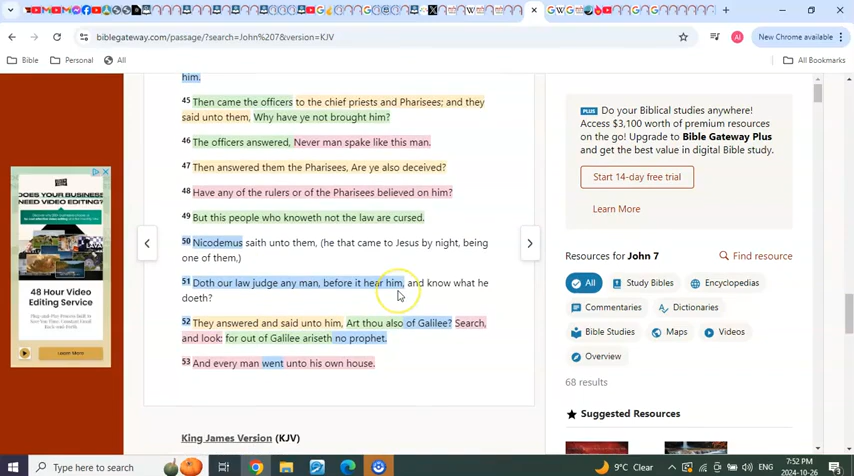 biblegateway.com/passage/?search=John%207&version=KJV
AI
New Chrome available
Bible
Personal
All
All Bookmarks
him.
45 Then came the officers to the chief priests and Pharisees; and they
said unto them, Why have ye not brought him?
46 The officers answered, Never man spake like this man.
47 Then answered them the Pharisees, Are ye also deceived?
48 Have any of the rulers or of the Pharisees believed on him?
49 But this people who knoweth not the law are cursed.
50 Nicodemus saith unto them, (he that came to Jesus by night, being
one of them,)
51 Doth our law judge any man, before it hear him, and know what he
doeth?
52 They answered and said unto him, Art thou also of Galilee? Search,
and look: for out of Galilee ariseth no prophet.
53 And every man went unto his own house.
King James Version (KJV)
DOES YOUR BUSINESS
NEED VIDEO EDITING?
48 Hour Video
Editing Service
Learn More
PLUS Do your Biblical studies anywhere!
Access $3,100 worth of premium resources
on the go! Upgrade to Bible Gateway Plus
and get the best value in digital Bible study.
Start 14-day free trial
Learn More
Resources for John 7
Find resource
All
Study Bibles
Encyclopedias
Commentaries
Dictionaries
Bible Studies
Maps
Videos
Overview
68 results
Suggested Resources
Type here to search
9°C Clear
ENG
7:52 PM
2024-10-26